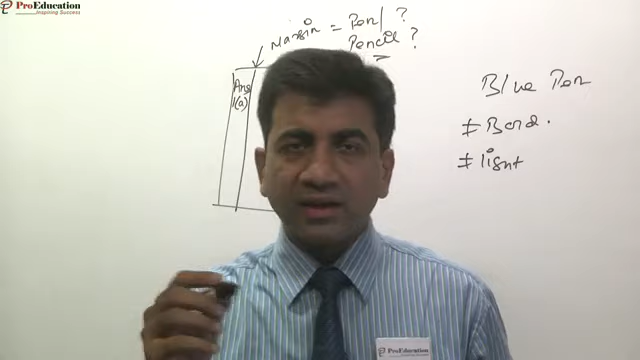 ProEducation
Inspiring Success
Margin = Pen/ ?
Pencil ?
Ans
1(a)
Blue Pen
# Bold.
# light
ProEducation